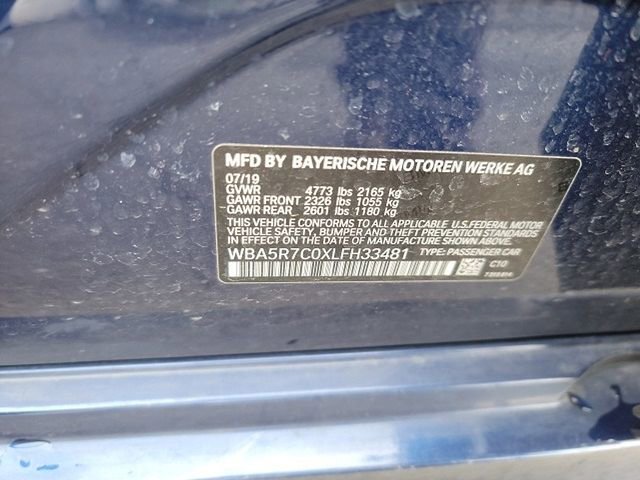 MFD BY BAYERISCHE MOTOREN WERKE AG
07/19
GVWR 4773 lbs 2165 kg
GAWR FRONT 2326 lbs 1055 kg
GAWR REAR 2601 lbs 1180 kg
THIS VEHICLE CONFORMS TO ALL APPLICABLE U.S.FEDERAL MOTOR
VEHICLE SAFETY, BUMPER AND THEFT PREVENTION STANDARDS
IN EFFECT ON THE DATE OF MANUFACTURE SHOWN ABOVE.
WBA5R7C0XLFH33481 TYPE: PASSENGER CAR
C10